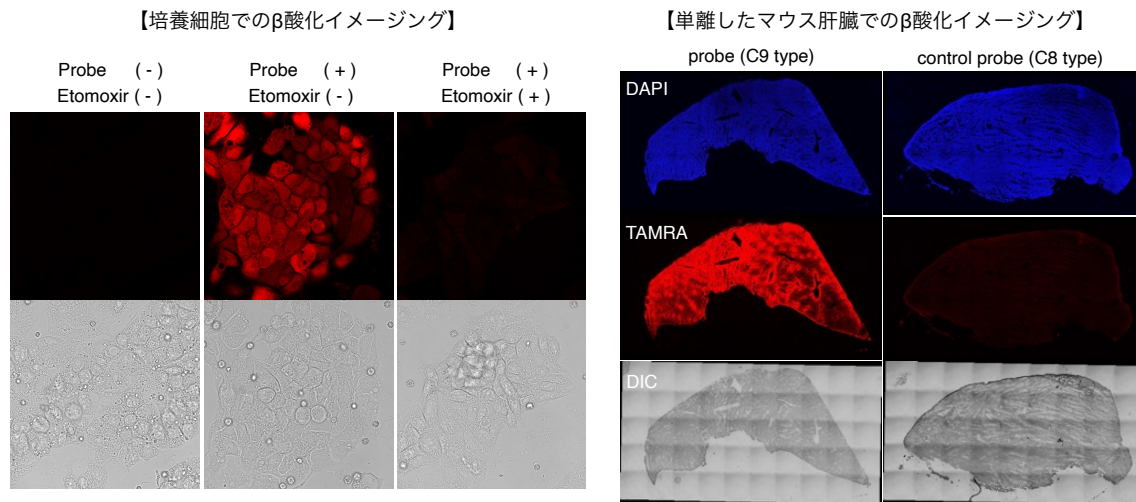 【培養細胞でのβ酸化イメージング】
Probe ( - )
Etomoxir ( - )
Probe ( + )
Etomoxir ( - )
Probe ( + )
Etomoxir ( + )
【単離したマウス肝臓でのβ酸化イメージング】
probe (C9 type)
control probe (C8 type)
DAPI
TAMRA
DIC